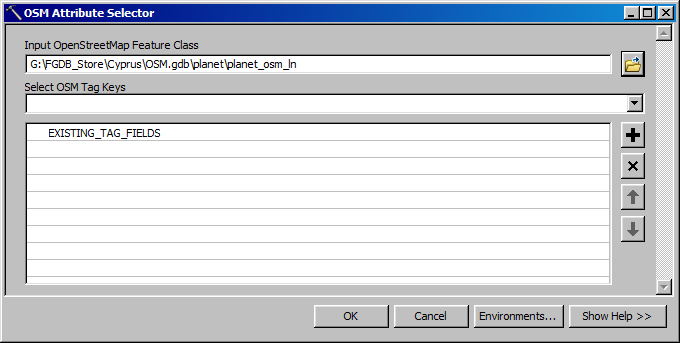 OSM Attribute Selector
Input OpenStreetMap Feature Class
G:\FGDB_Store\Cyprus\OSM.gdb\planet\planet_osm_ln
Select OSM Tag Keys
EXISTING_TAG_FIELDS
OK
Cancel
Environments...
Show Help >>